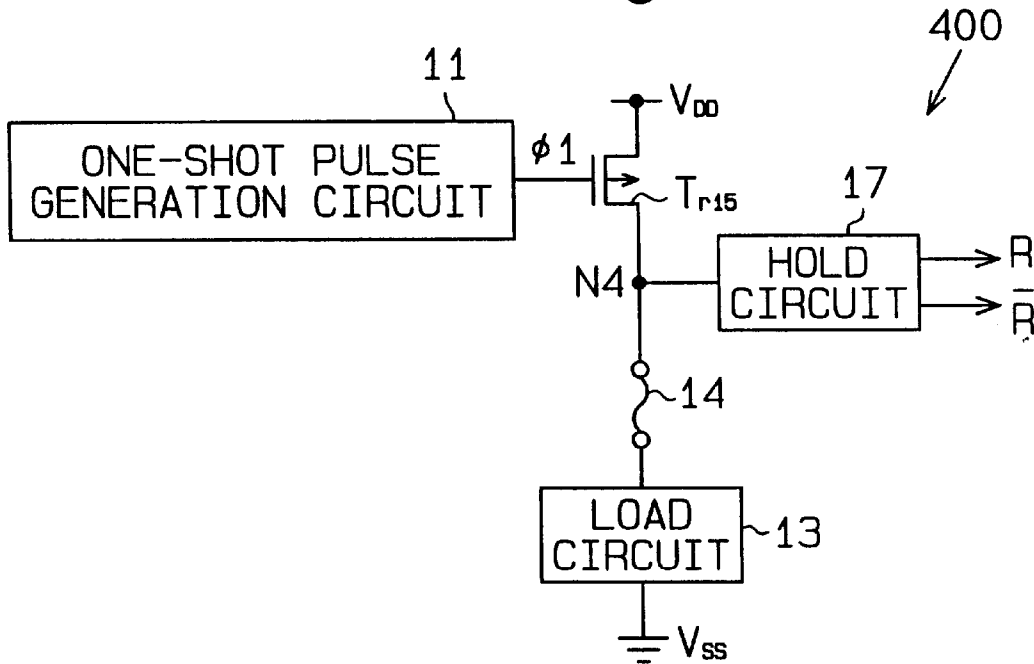 400
11
V_DD
ONE-SHOT PULSE
GENERATION CIRCUIT
φ1
T_r15
17
HOLD
CIRCUIT
R
R̅
N4
14
LOAD
CIRCUIT
13
V_SS